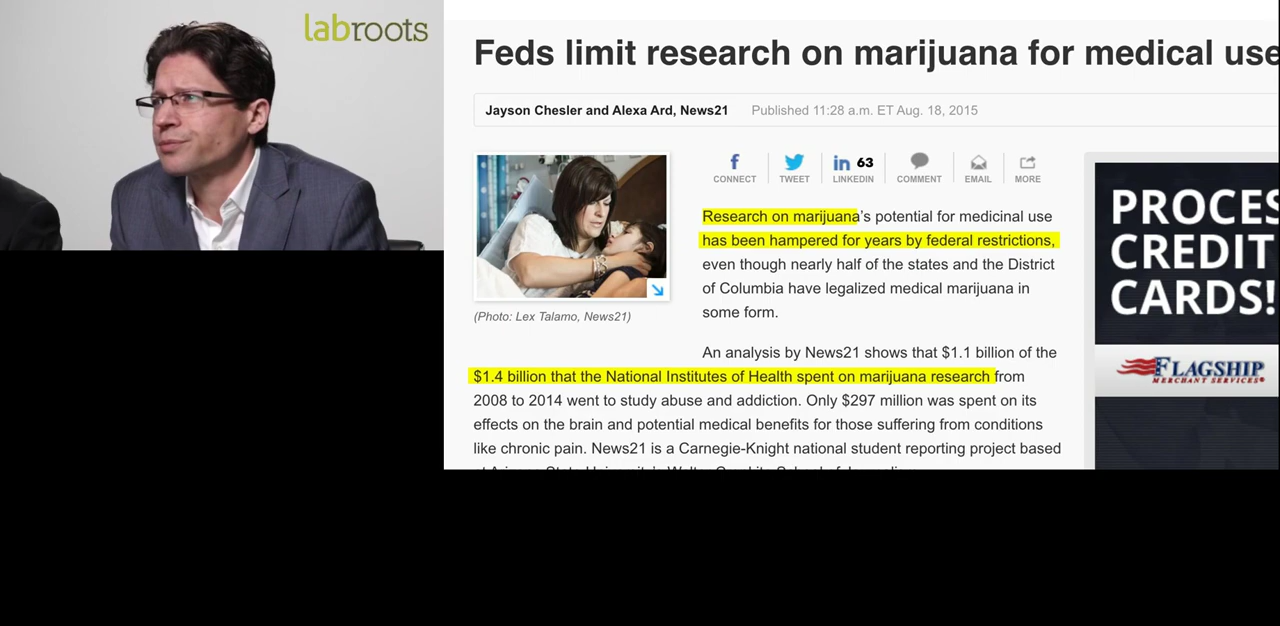 labroots
Feds limit research on marijuana for medical use
Jayson Chesler and Alexa Ard, News21 Published 11:28 a.m. ET Aug. 18, 2015
63
CONNECT TWEET LINKEDIN COMMENT EMAIL MORE
(Photo: Lex Talamo, News21)
Research on marijuana’s potential for medicinal use
has been hampered for years by federal restrictions,
even though nearly half of the states and the District
of Columbia have legalized medical marijuana in
some form.
An analysis by News21 shows that $1.1 billion of the
$1.4 billion that the National Institutes of Health spent on marijuana research from
2008 to 2014 went to study abuse and addiction. Only $297 million was spent on its
effects on the brain and potential medical benefits for those suffering from conditions
like chronic pain. News21 is a Carnegie-Knight national student reporting project based
PROCES
CREDIT
CARDS!
FLAGSHIP
MERCHANT SERVICES